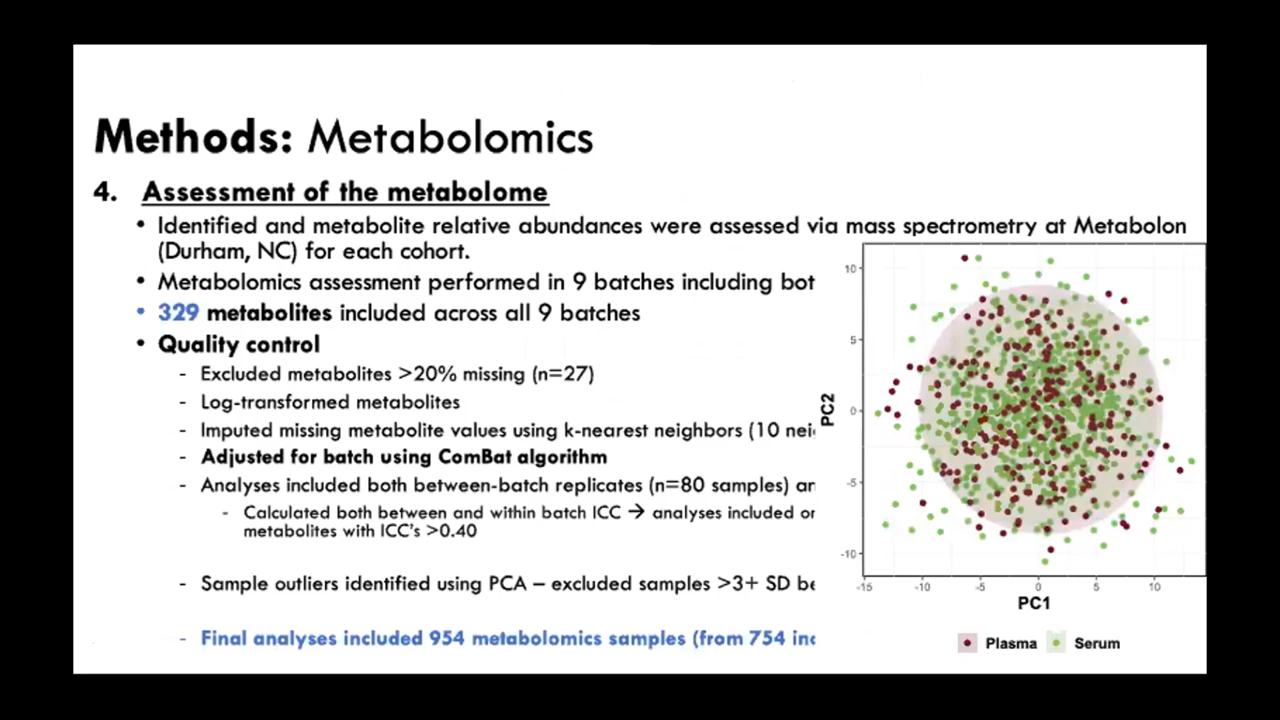 Methods: Metabolomics
4. Assessment of the metabolome
• Identified and metabolite relative abundances were assessed via mass spectrometry at Metabolon
(Durham, NC) for each cohort.
• Metabolomics assessment performed in 9 batches including bot
• 329 metabolites included across all 9 batches
• Quality control
- Excluded metabolites >20% missing (n=27)
- Log-transformed metabolites
- Imputed missing metabolite values using k-nearest neighbors (10 nei
- Adjusted for batch using ComBat algorithm
- Analyses included both between-batch replicates (n=80 samples) an
- Calculated both between and within batch ICC → analyses included on
metabolites with ICC's >0.40
- Sample outliers identified using PCA – excluded samples >3+ SD be
- Final analyses included 954 metabolomics samples (from 754 inc
10
5
0
-5
-10
PC2
-15 -10 -5 0 5 10
PC1
Plasma Serum